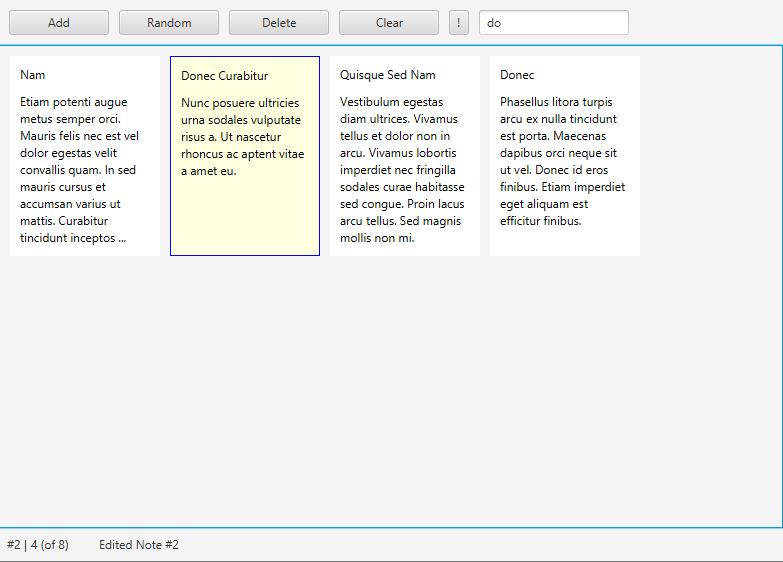 Add Random Delete Clear ! do
Nam
Etiam potenti augue
metus semper orci.
Mauris felis nec est vel
dolor egestas velit
convallis quam. In sed
mauris cursus et
accumsan varius ut
mattis. Curabitur
tincidunt inceptos ...
Donec Curabitur
Nunc posuere ultricies
urna sodales vulputate
risus a. Ut nascetur
rhoncus ac aptent vitae
a amet eu.
Quisque Sed Nam
Vestibulum egestas
diam ultrices. Vivamus
tellus et dolor non in
arcu. Vivamus lobortis
imperdiet nec fringilla
sodales curae habitasse
sed congue. Proin lacus
arcu tellus. Sed magnis
mollis non mi.
Donec
Phasellus litora turpis
arcu ex nulla tincidunt
est porta. Maecenas
dapibus orci neque sit
ut vel. Donec id eros
finibus. Etiam imperdiet
eget aliquam est
efficitur finibus.
#2 | 4 (of 8) Edited Note #2